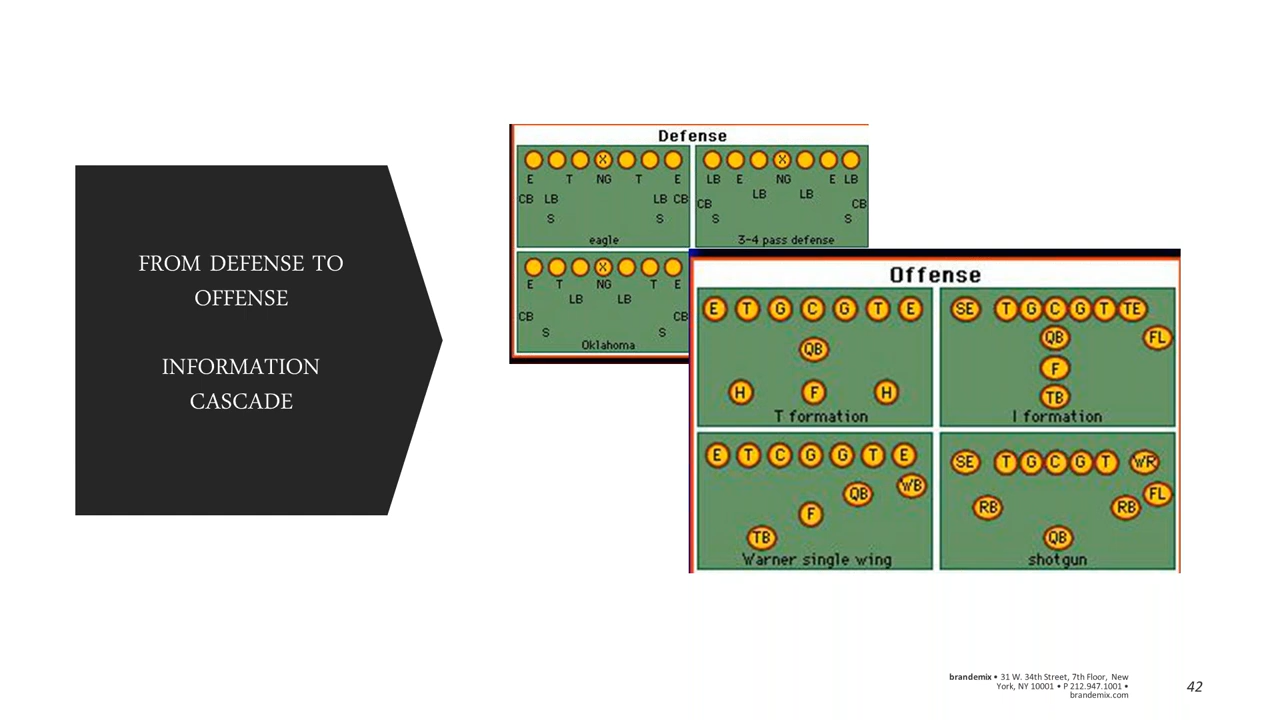 FROM DEFENSE TO
OFFENSE
INFORMATION
CASCADE
Defense
X
E T NG T E
CB LB LB CB
S S
eagle
X
LB E NG E LB
LB LB
CB CB
S S
3-4 pass defense
X
E T NG T E
LB LB
CB CB
S S
Oklahoma
Offense
E T G C G T E
QB
H F H
T formation
SE T G C G T TE
QB FL
F
TB
I formation
E T C G G T E
QB WB
F
TB
Warner single wing
SE T G C G T WR
RB RB FL
QB
shotgun
brandemix • 31 W. 34th Street, 7th Floor, New
York, NY 10001 • P 212.947.1001 •
brandemix.com
42